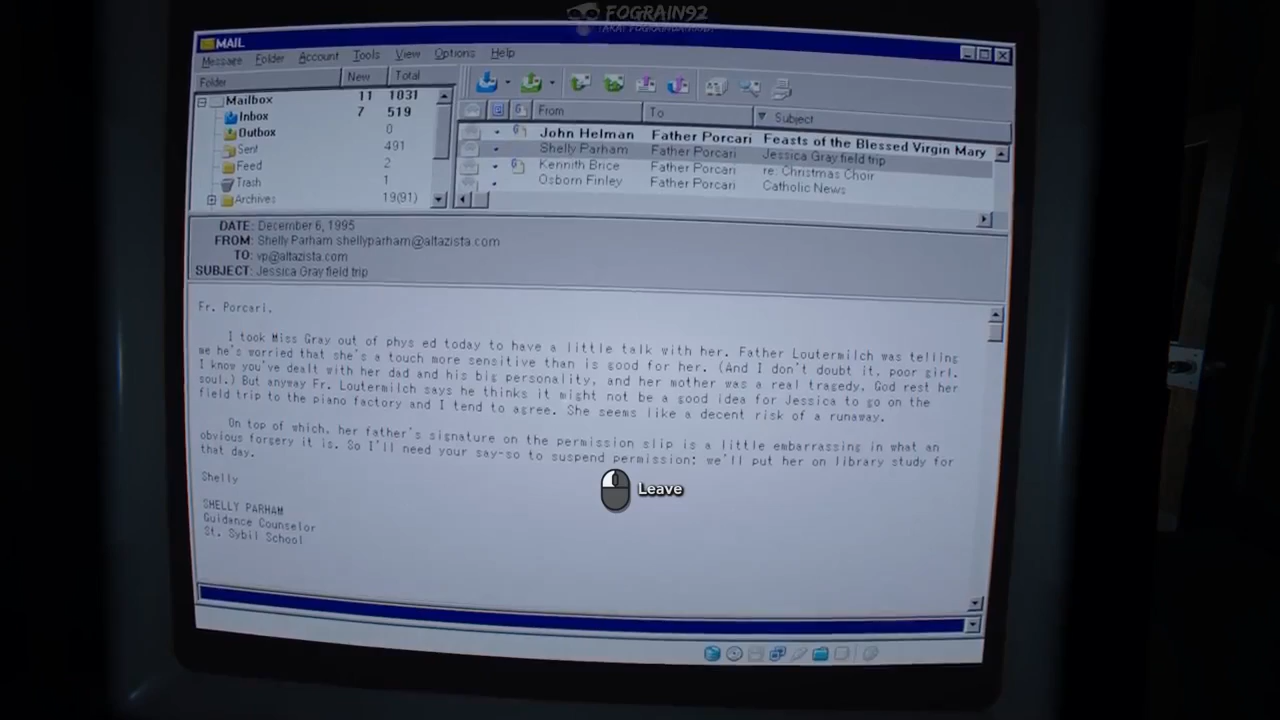 FOGRAIN92
MAIL
Message Folder Account Tools View Options Help
Folder New Total
Mailbox 11 1031
Inbox 7 519
Outbox 0
Sent 491
Feed 2
Trash 1
Archives 19(91)
From To Subject
John Helman Father Porcari Feasts of the Blessed Virgin Mary
Shelly Parham Father Porcari Jessica Gray field trip
Kennith Brice Father Porcari re: Christmas Choir
Osborn Finley Father Porcari Catholic News
DATE: December 6, 1995
FROM: Shelly Parham shellyparham@altazista.com
TO: vp@altazista.com
SUBJECT: Jessica Gray field trip
Fr. Porcari,
I took Miss Gray out of phys ed today to have a little talk with her. Father Loutermilch was telling
me he's worried that she's a touch more sensitive than is good for her. (And I don't doubt it, poor girl.
I know you've dealt with her dad and his big personality, and her mother was a real tragedy, God rest her
soul.) But anyway Fr. Loutermilch says he thinks it might not be a good idea for Jessica to go on the
field trip to the piano factory and I tend to agree. She seems like a decent risk of a runaway.
On top of which, her father's signature on the permission slip is a little embarrassing in what an
obvious forgery it is. So I'll need your say-so to suspend permission; we'll put her on library study for
that day.
Leave
Shelly
SHELLY PARHAM
Guidance Counselor
St. Sybil School